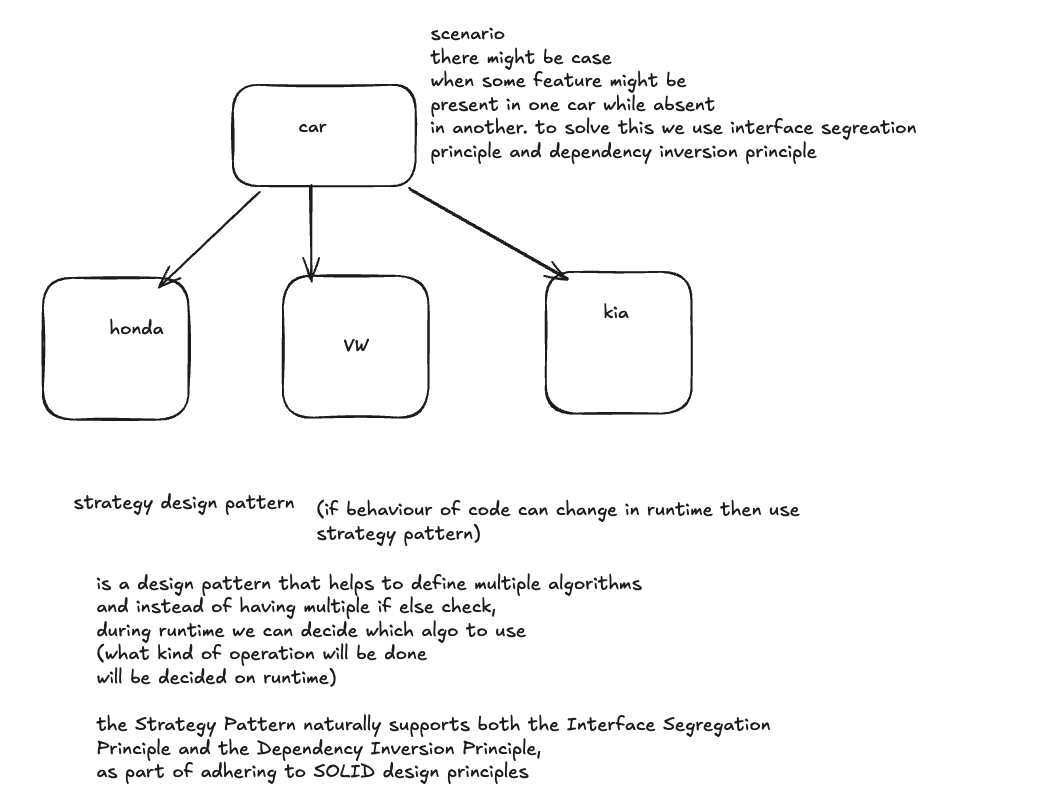 scenario
there might be case
when some feature might be
present in one car while absent
in another. to solve this we use interface segreation
principle and dependency inversion principle
car
honda
VW
kia
strategy design pattern
(if behaviour of code can change in runtime then use
strategy pattern)
is a design pattern that helps to define multiple algorithms
and instead of having multiple if else check,
during runtime we can decide which algo to use
(what kind of operation will be done
will be decided on runtime)
the Strategy Pattern naturally supports both the Interface Segregation
Principle and the Dependency Inversion Principle,
as part of adhering to SOLID design principles